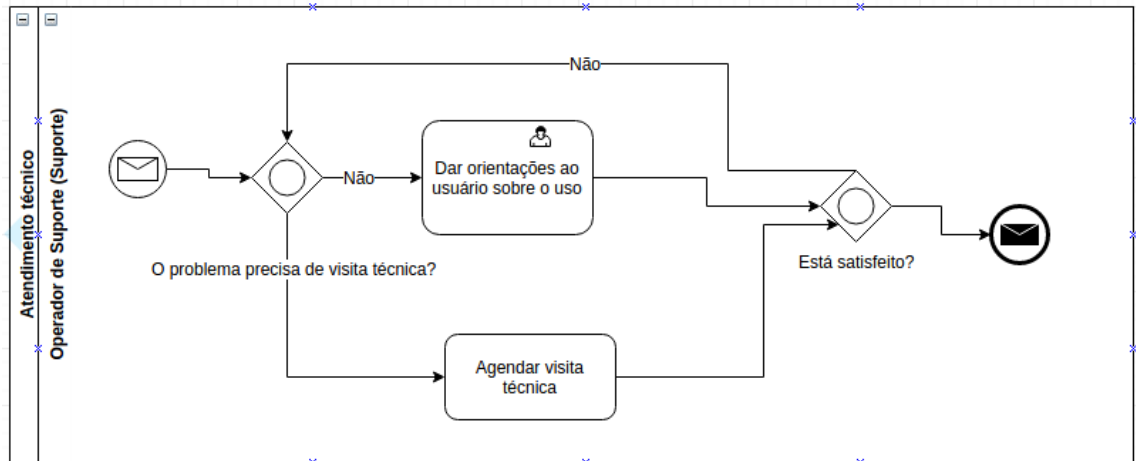 Atendimento técnico
Operador de Suporte (Suporte)
Não
Não
Dar orientações ao
usuário sobre o uso
O problema precisa de visita técnica?
Está satisfeito?
Agendar visita
técnica